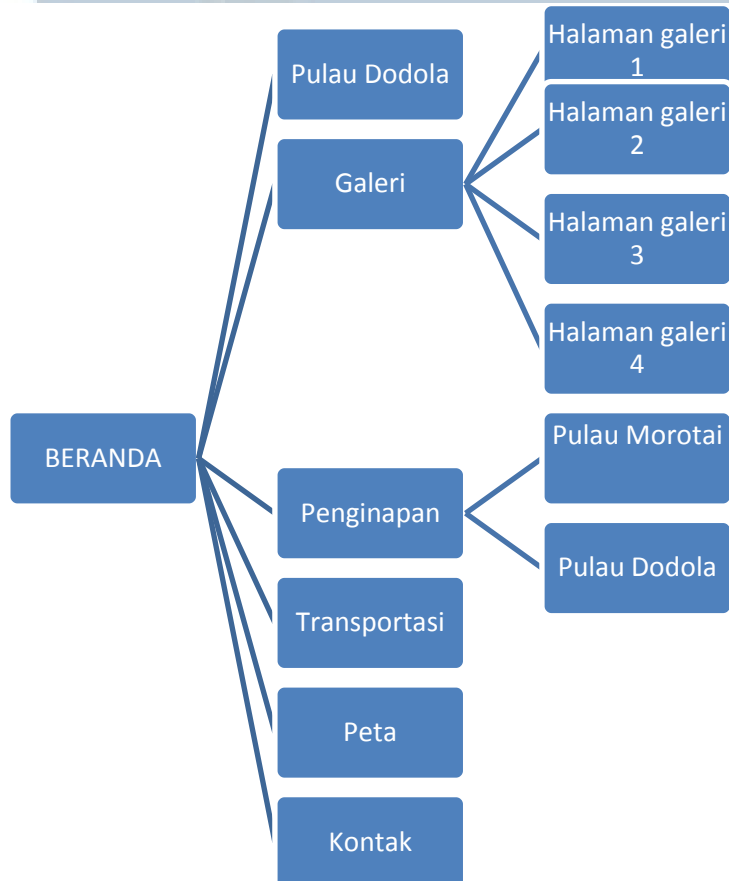 Pulau Dodola
Galeri
Halaman galeri
1
Halaman galeri
2
Halaman galeri
3
Halaman galeri
4
BERANDA
Penginapan
Pulau Morotai
Pulau Dodola
Transportasi
Peta
Kontak